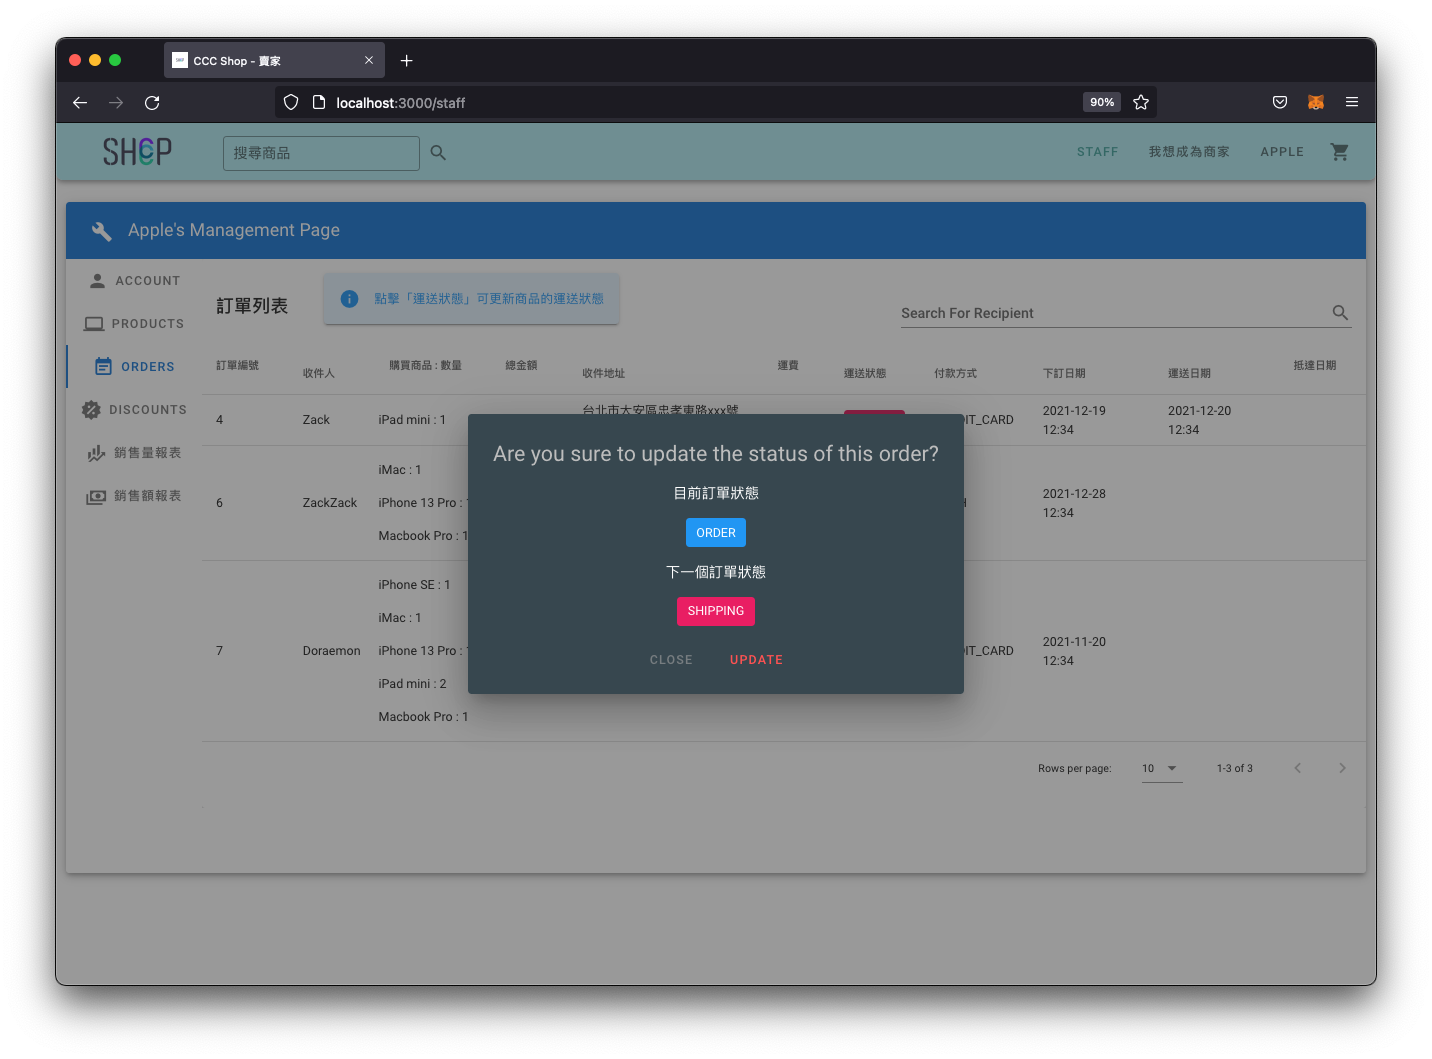 CCC Shop - 賣家
localhost:3000/staff
90%
SHOP
搜尋商品
STAFF
我想成為商家
APPLE
Apple's Management Page
ACCOUNT
PRODUCTS
ORDERS
DISCOUNTS
銷售量報表
銷售額報表
訂單列表
點擊「運送狀態」可更新商品的運送狀態
Search For Recipient
訂單編號 收件人 購買商品 : 數量 總金額 收件地址 運費 運送狀態 付款方式 下訂日期 運送日期 抵達日期
4 Zack iPad mini : 1 台北市大安區忠孝東路xxx號 DIT_CARD 2021-12-19 12:34 2021-12-20 12:34
6 ZackZack
iMac : 1
iPhone 13 Pro :
Macbook Pro : 1
2021-12-28 12:34
7 Doraemon
iPhone SE : 1
iMac : 1
iPhone 13 Pro :
iPad mini : 2
Macbook Pro : 1
DIT_CARD 2021-11-20 12:34
Are you sure to update the status of this order?
目前訂單狀態
ORDER
下一個訂單狀態
SHIPPING
CLOSE UPDATE
Rows per page: 10 1-3 of 3